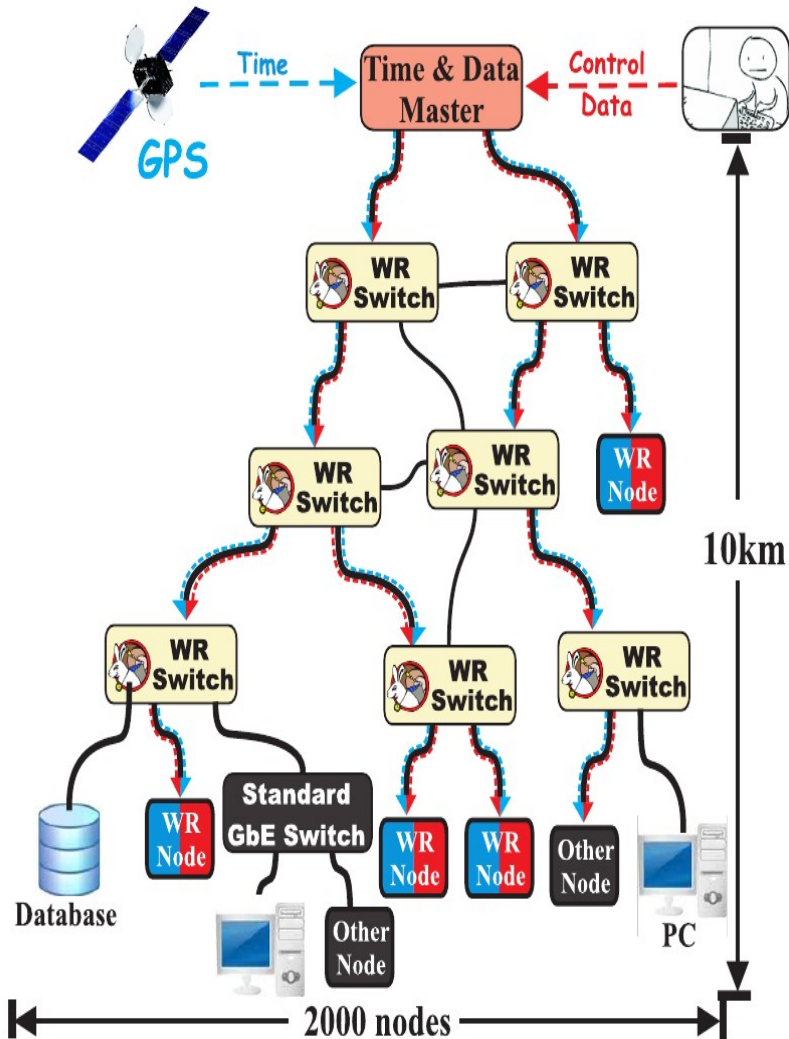 GPS
Time
Time & Data
Master
Control
Data
WR
Switch
WR
Switch
WR
Switch
WR
Switch
WR
Node
10km
WR
Switch
WR
Switch
WR
Switch
Database
WR
Node
Standard
GbE Switch
Other
Node
WR
Node
WR
Node
Other
Node
PC
2000 nodes